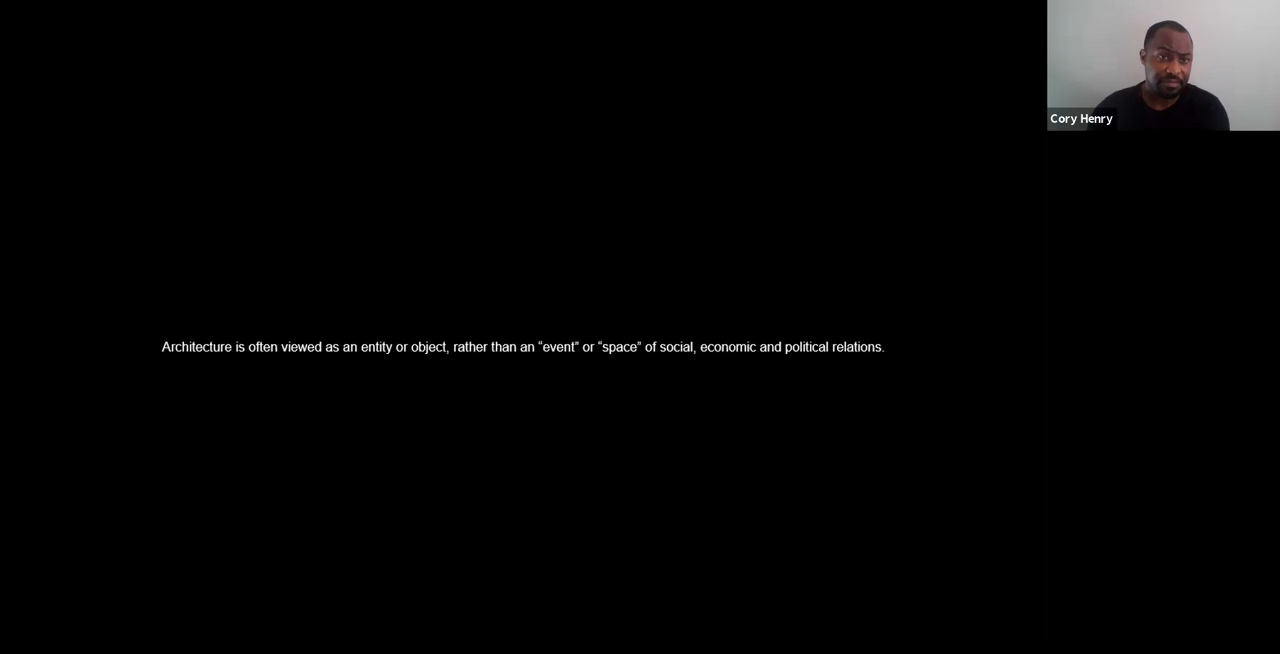 Cory Henry
Architecture is often viewed as an entity or object, rather than an “event” or “space” of social, economic and political relations.